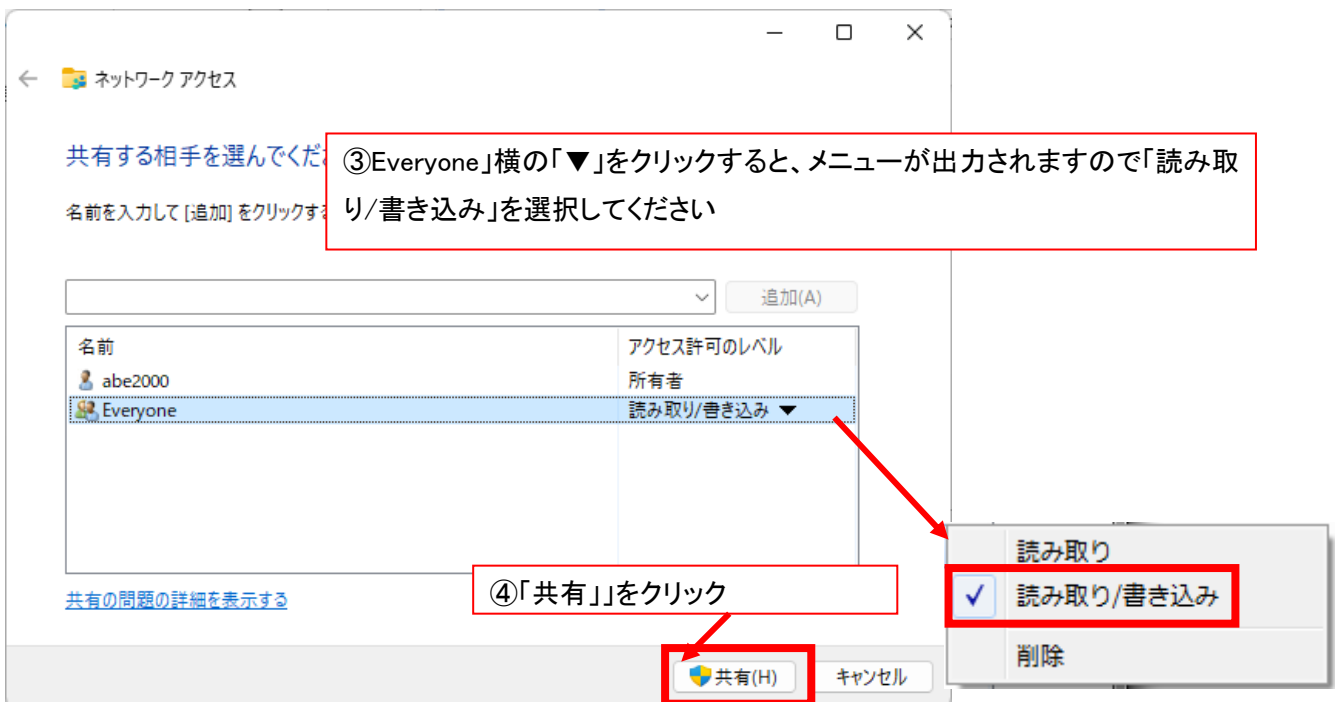 ネットワーク アクセス
共有する相手を選んでくだ
③Everyone」横の「▼」をクリックすると、メニューが出力されますので「読み取
り/書き込み」を選択してください
名前を入力して [追加] をクリックす
追加(A)
名前 アクセス許可のレベル
abe2000 所有者
Everyone 読み取り/書き込み ▼
読み取り
読み取り/書き込み
削除
④「共有」」をクリック
共有の問題の詳細を表示する
共有(H) キャンセル